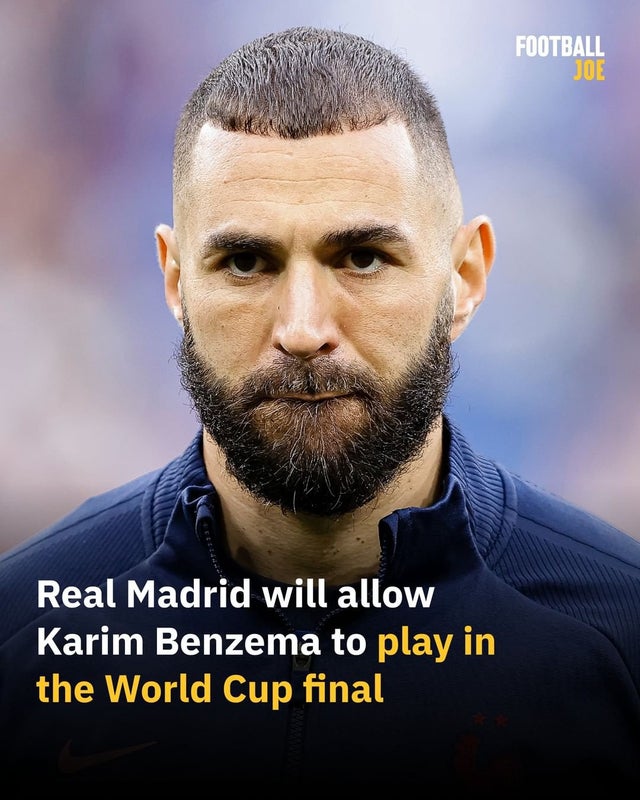 FOOTBALL
JOE
Real Madrid will allow
Karim Benzema to play in
the World Cup final